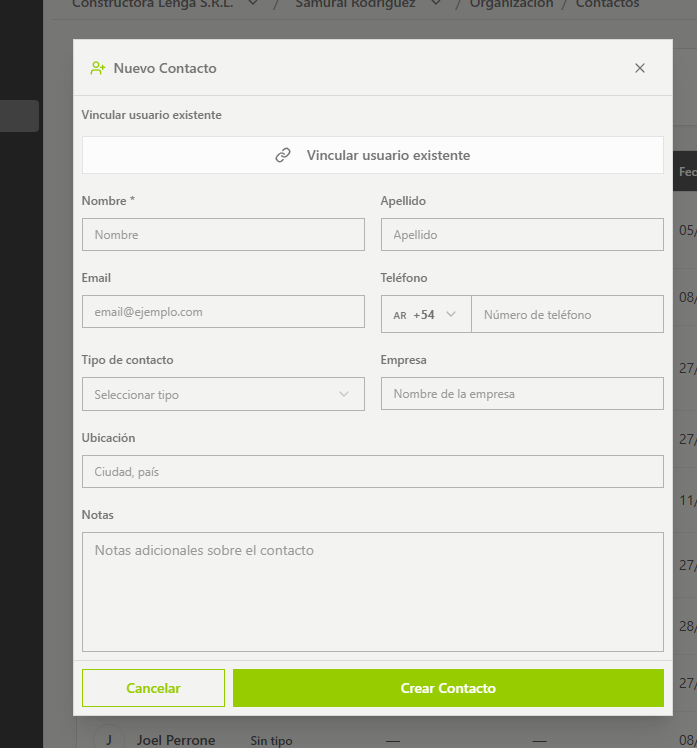 Constructora Lenga S.R.L. / Samurai Rodriguez / Organización / Contactos
Nuevo Contacto
Vincular usuario existente
Vincular usuario existente
Fec
Nombre * Apellido
Nombre Apellido
05/
Email Teléfono
email@ejemplo.com AR +54 Número de teléfono
08/
Tipo de contacto Empresa
27/
Seleccionar tipo Nombre de la empresa
Ubicación
27/
Ciudad, país
11/
Notas
Notas adicionales sobre el contacto
27/
28/
27/
Cancelar Crear Contacto
J Joel Perrone Sin tipo — — 08/